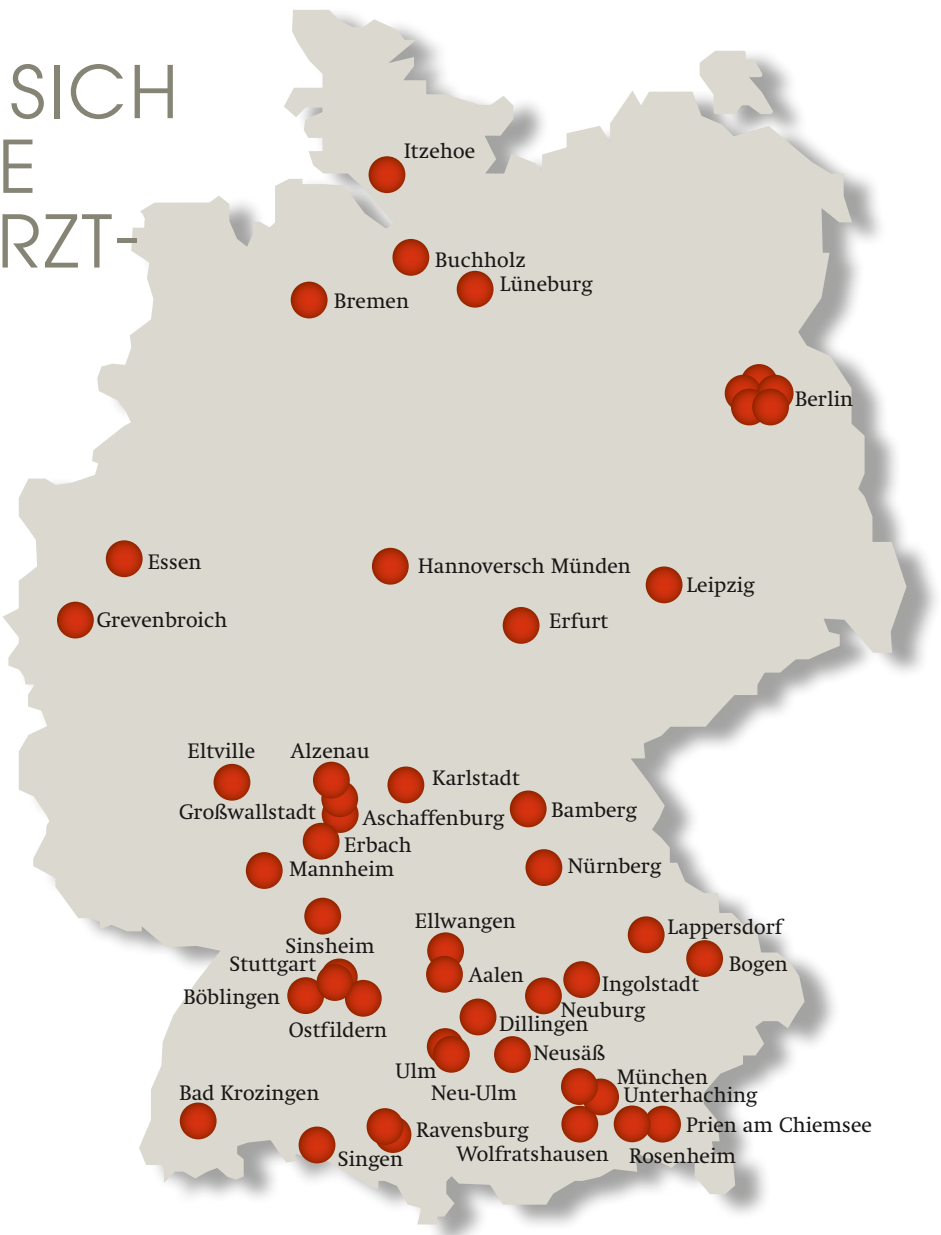 SICH
E
RZT-
Itzehoe
Buchholz
Lüneburg
Bremen
Berlin
Essen
Hannoversch Münden
Leipzig
Grevenbroich
Erfurt
Eltville
Alzenau
Karlstadt
Großwallstadt
Aschaffenburg
Bamberg
Erbach
Mannheim
Nürnberg
Ellwangen
Lappersdorf
Sinsheim
Stuttgart
Bogen
Aalen
Ingolstadt
Böblingen
Neuburg
Ostfildern
Dillingen
Neusäß
Ulm
München
Neu-Ulm
Unterhaching
Bad Krozingen
Prien am Chiemsee
Ravensburg
Wolfratshausen
Rosenheim
Singen